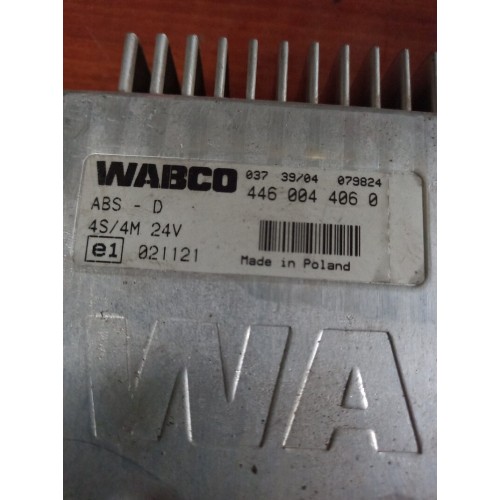 WABCO 037 39/04 079824
446 004 406 0
ABS - D
4S/4M 24V
e1 021121
Made in Poland
WA